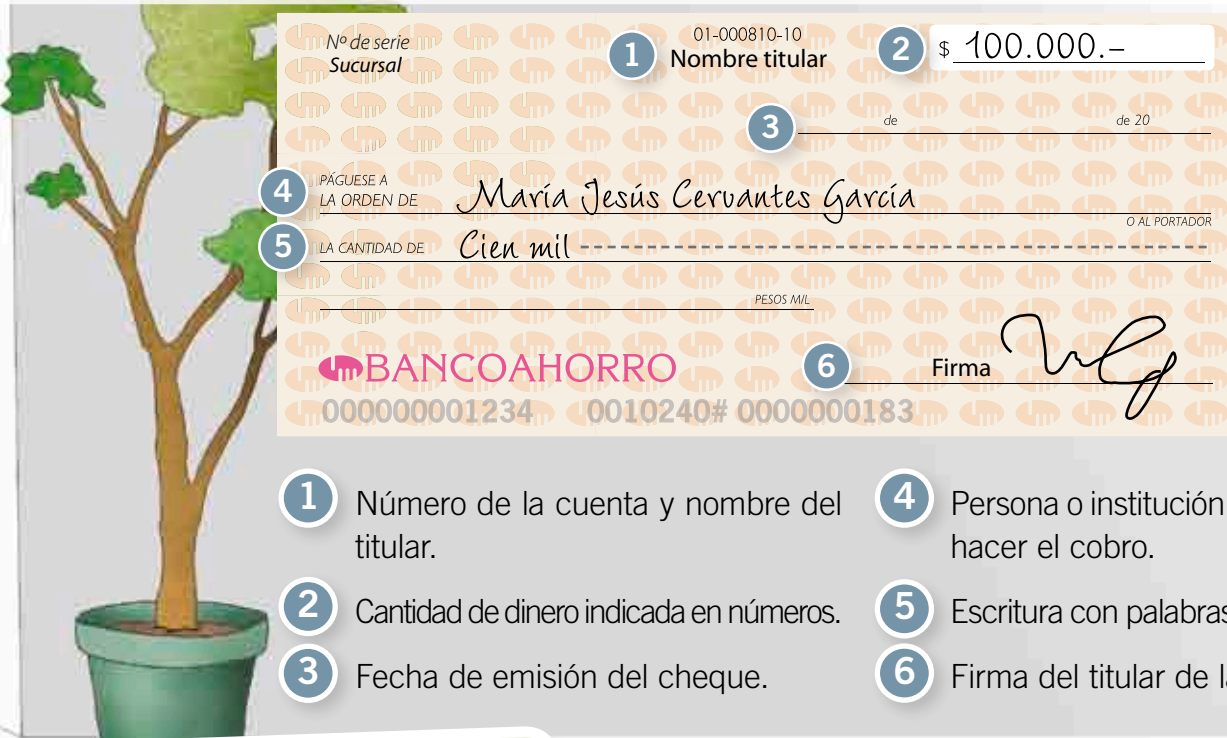 Nº de serie
Sucursal
01-000810-10
1 Nombre titular
2 $ 100.000.–
3 de de 20
4 PÁGUESE A
LA ORDEN DE María Jesús Cervantes García
O AL PORTADOR
5 LA CANTIDAD DE Cien mil
PESOS M/L
BANCOAHORRO
6 Firma
000000001234 0010240# 0000000183
1 Número de la cuenta y nombre del
titular.
2 Cantidad de dinero indicada en números.
3 Fecha de emisión del cheque.
4 Persona o institución
hacer el cobro.
5 Escritura con palabras
6 Firma del titular de la